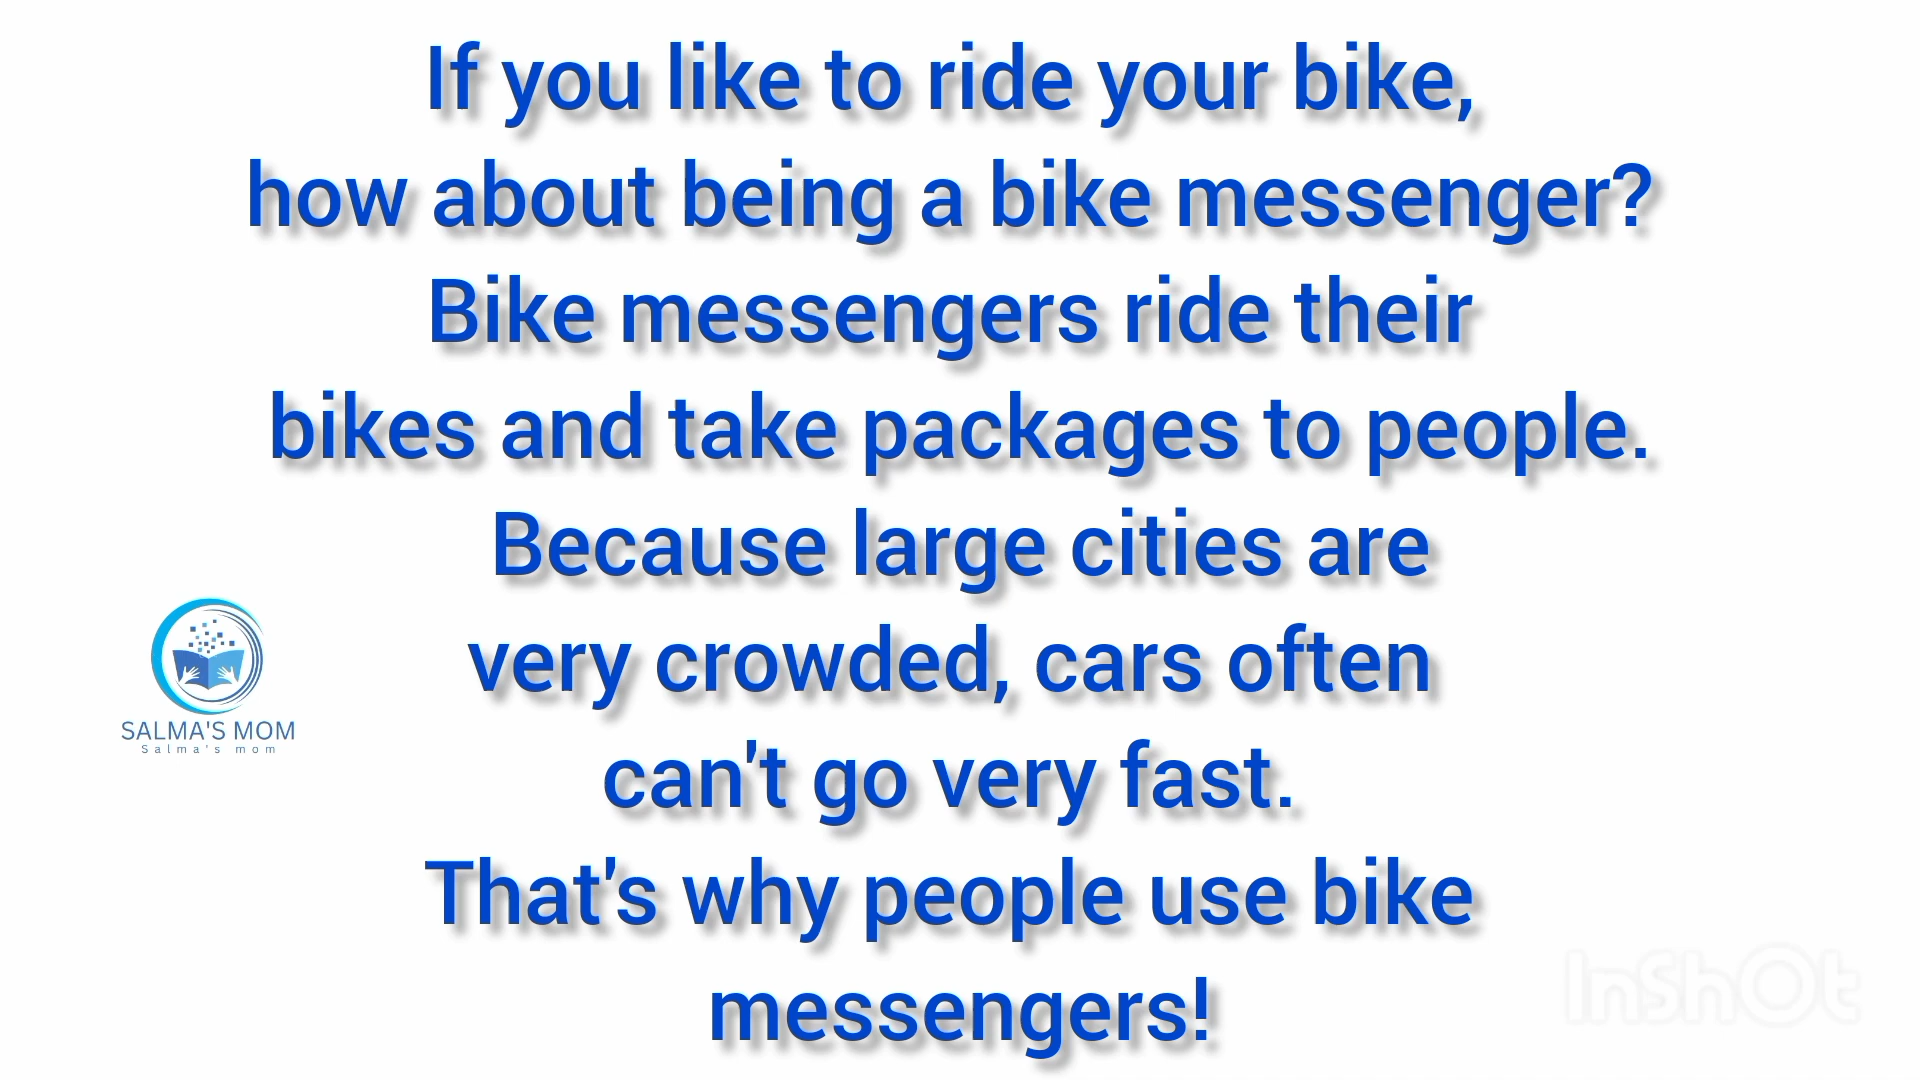 If you like to ride your bike,
how about being a bike messenger?
Bike messengers ride their
bikes and take packages to people.
Because large cities are
very crowded, cars often
can't go very fast.
That's why people use bike
messengers!
SALMA'S MOM
Salma's mom
InShOt